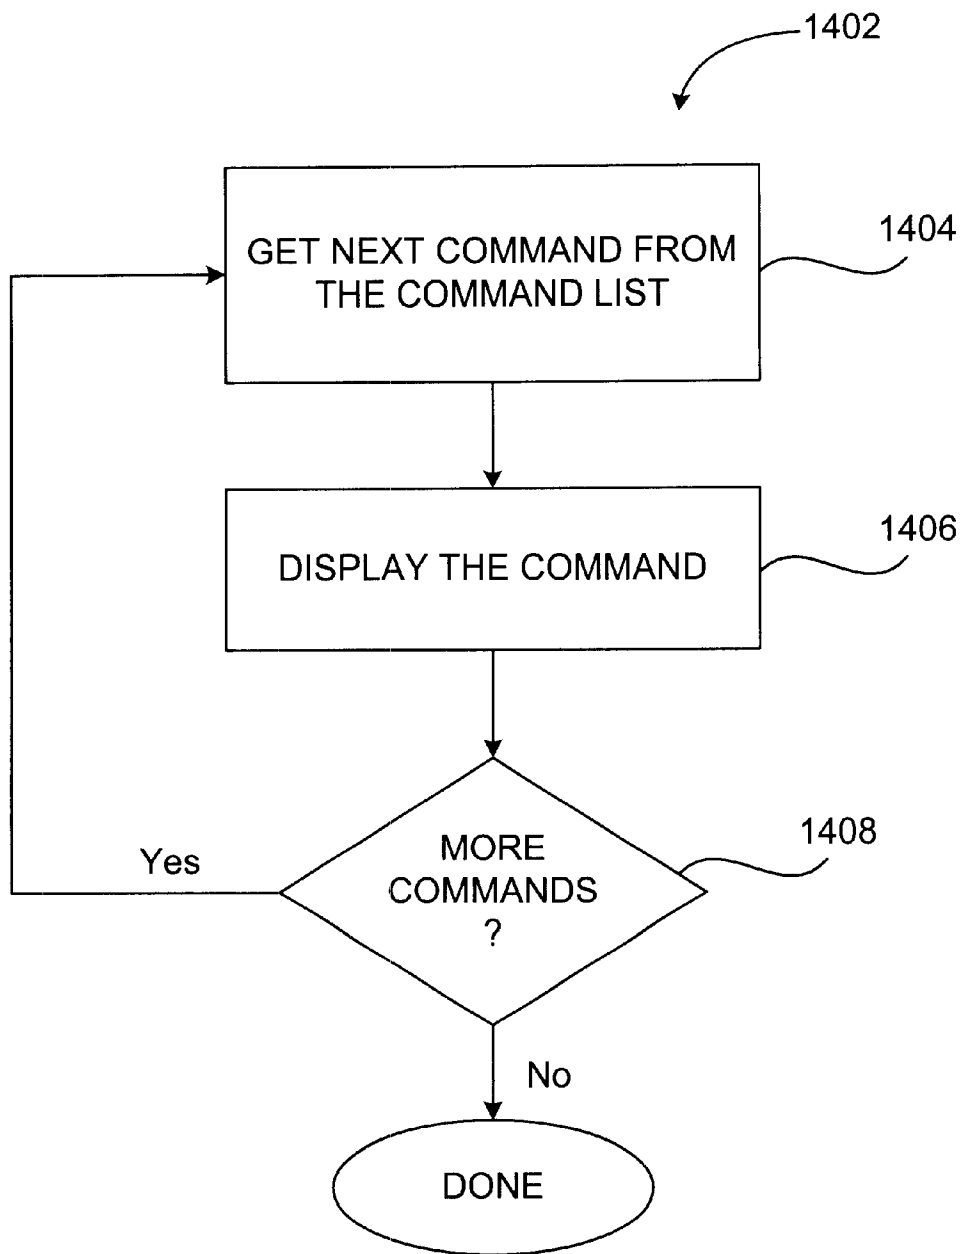 1402
GET NEXT COMMAND FROM
THE COMMAND LIST
1404
DISPLAY THE COMMAND
1406
MORE
COMMANDS
?
1408
Yes
No
DONE